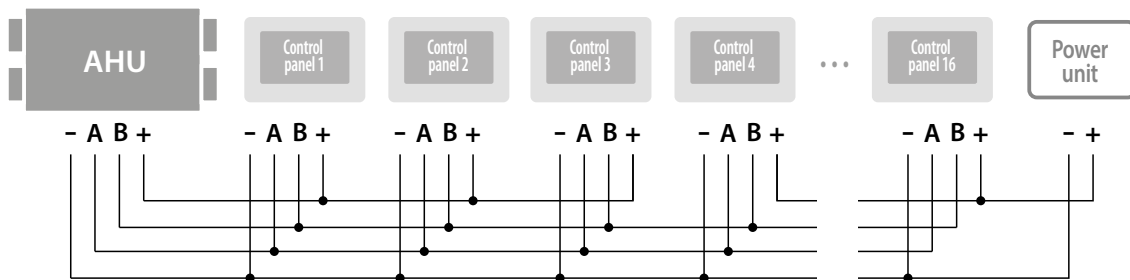 AHU
Control
panel 1
Control
panel 2
Control
panel 3
Control
panel 4
...
Control
panel 16
Power
unit
- A B +
- A B +
- A B +
- A B +
- A B +
- A B +
- +